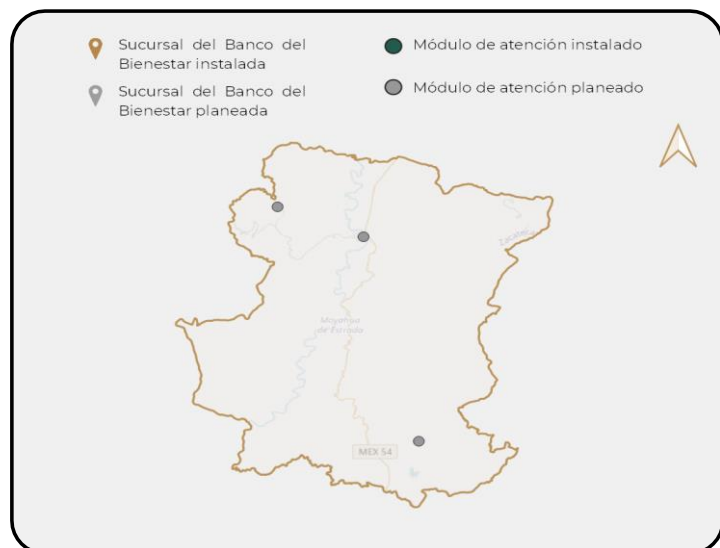 Sucursal del Banco del
Bienestar instalada
Sucursal del Banco del
Bienestar planeada
Módulo de atención instalado
Módulo de atención planeado
Moyahua
de Estrada
MEX 54